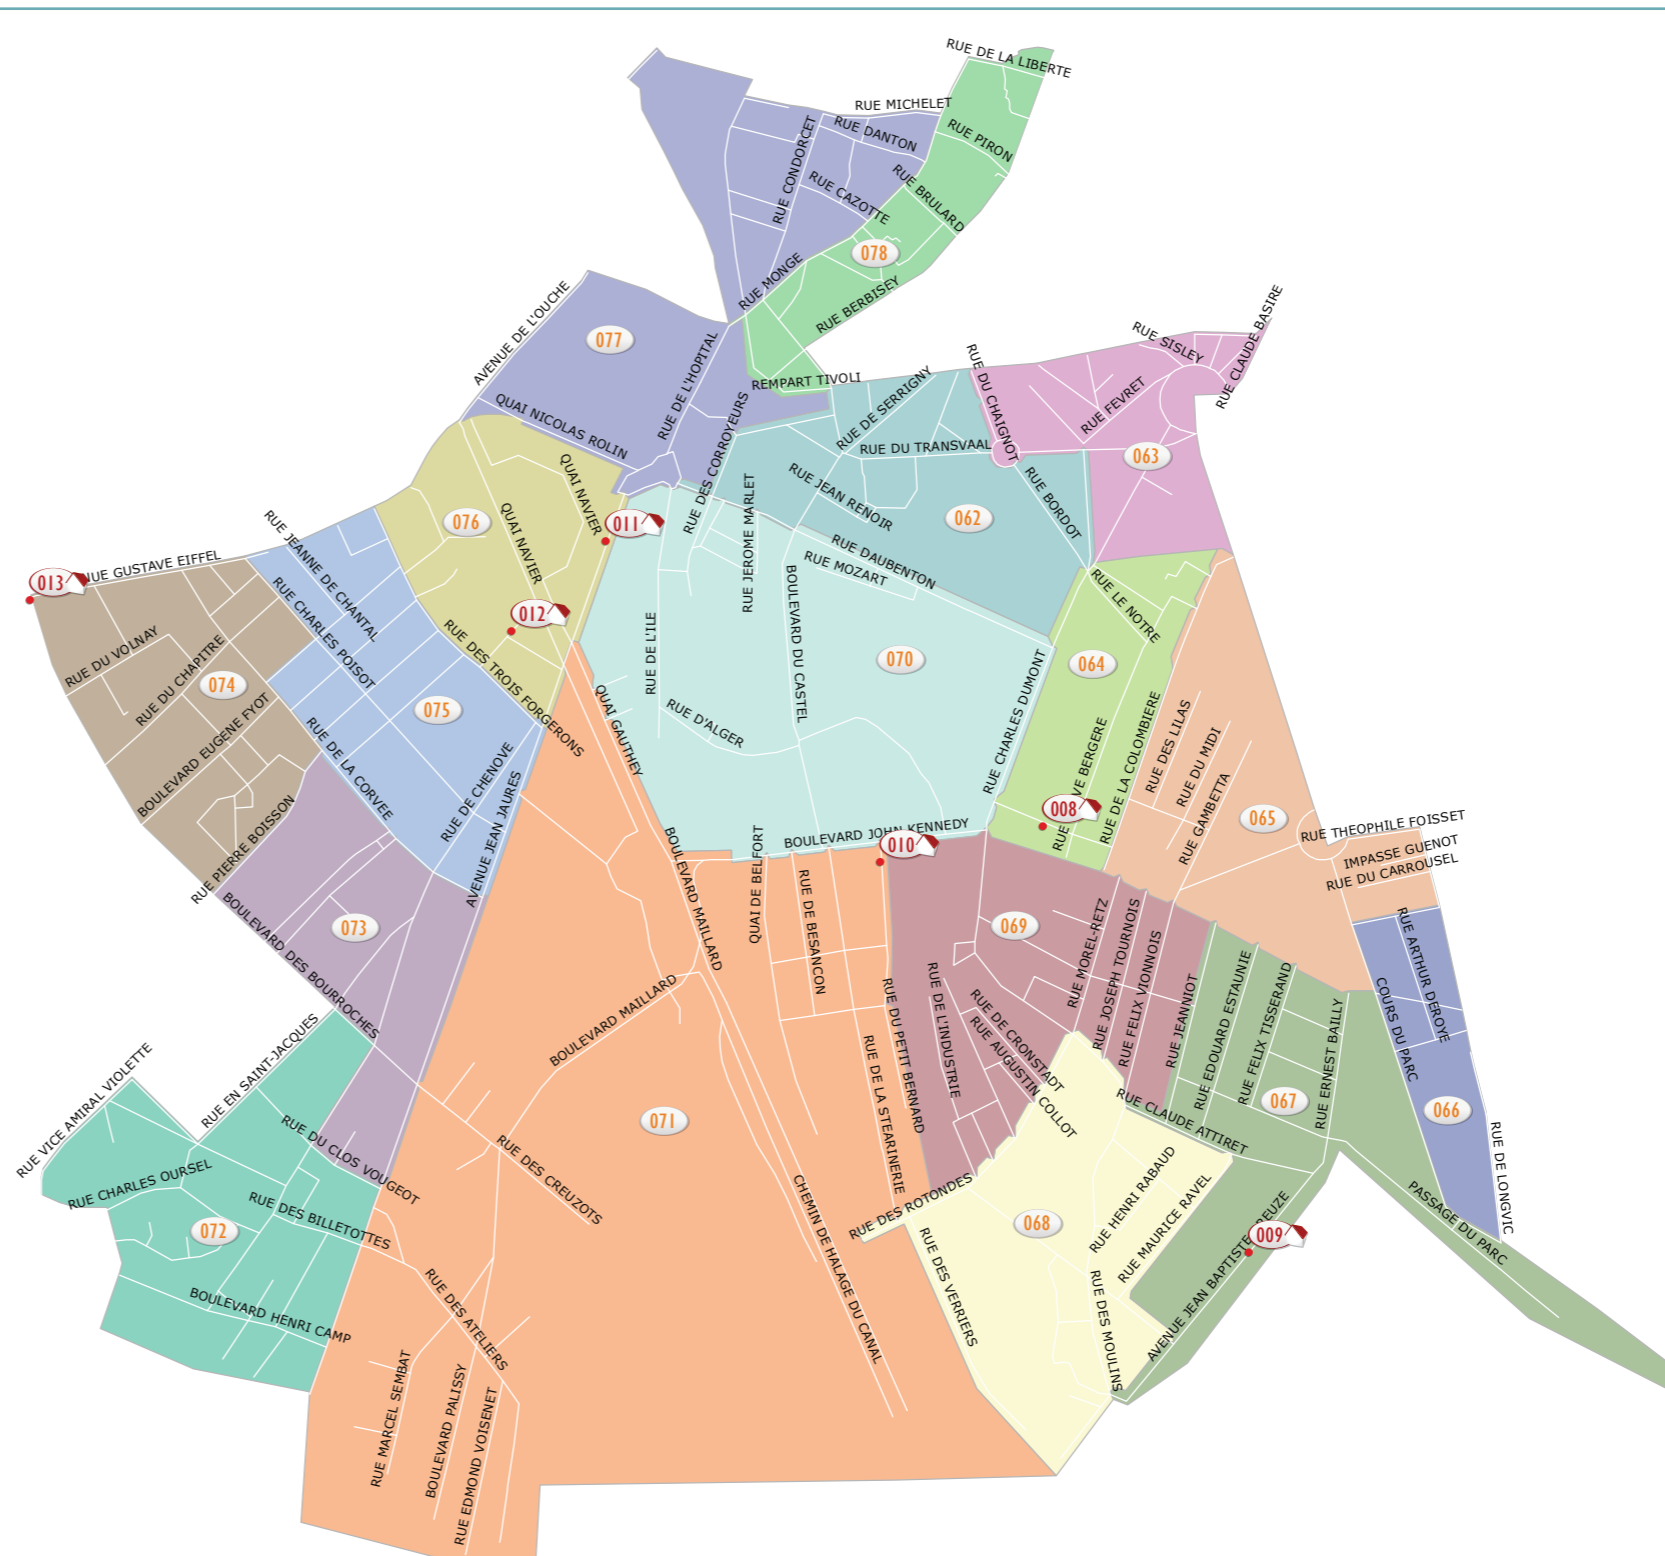 RUE DE LA LIBERTE
RUE MICHELET
RUE DANTON
RUE PIRON
RUE CONDORCET
RUE CAZOTTE
RUE BRULARD
078
RUE MONGE
RUE BERBISEY
AVENUE DE L'OUCHE
077
RUE DE L'HOPITAL
REMPART TIVOLI
QUAI NICOLAS ROLIN
RUE DES CORROYEURS
RUE DE SERRIGNY
RUE DU CHAIGNOT
RUE SISLEY
RUE CLAUDE BASIRE
RUE FEVRET
063
RUE DU TRANSVAAL
RUE JEAN RENOIR
RUE BORDOT
062
QUAI NAVIER
QUAI NAVIER
076
011
RUE JEROME MARLET
RUE DAUBENTON
RUE MOZART
RUE JEANNE DE CHANTAL
NUE GUSTAVE EIFFEL
013
RUE CHARLES POISOT
012
RUE DES TROIS FORGERONS
RUE DE L'ILE
BOULEVARD DU CASTEL
070
RUE LE NOTRE
064
RUE DU VOLNAY
RUE DU CHAPITRE
074
BOULEVARD EUGENE FYOT
075
RUE DE LA CORVEE
RUE DE CHENOVE
AVENUE JEAN JAURES
QUAI GAUTHEY
RUE D'ALGER
RUE CHARLES DUMONT
RUE
VE BERGERE
008
RUE DE LA COLOMBIERE
RUE DES LILAS
RUE DU MIDI
RUE GAMBETTA
065
RUE THEOPHILE FOISSET
IMPASSE GUENOT
RUE DU CARROUSEL
RUE PIERRE BOISSON
BOULEVARD JOHN KENNEDY
010
BOULEVARD MAILLARD
QUAI DE BELFORT
RUE DE BESANCON
073
BOULEVARD DES BOURROCHES
069
RUE MOREL-RETZ
RUE JOSEPH TOURNOIS
RUE FELIX VIONNOIS
RUE JEANNIOT
RUE EDOUARD ESTAUNIE
RUE FELIX TISSERAND
RUE ERNEST BAILLY
067
RUE ARTHUR DEROYE
COURS DU PARC
066
RUE DE LONGVIC
BOULEVARD MAILLARD
RUE DU PETIT BERNARD
RUE DE L'INDUSTRIE
RUE DE CRONSTADT
RUE AUGUSTIN COLLOT
RUE DE LA STEARINERIE
RUE VICE AMIRAL VIOLETTE
RUE EN SAINT-JACQUES
RUE DU CLOS VOUGEOT
071
RUE DES CREUZOTS
RUE CLAUDE ATTIRET
RUE CHARLES OURSEL
RUE DES BILLETOTTES
072
CHEMIN DE HALAGE DU CANAL
RUE DES ROTONDES
068
RUE HENRI RABAUD
RUE MAURICE RAVEL
009
AVENUE JEAN BAPTISTE
PEUZE
PASSAGE DU PARC
RUE DES VERRIERS
RUE DES MOULINS
BOULEVARD HENRI CAMP
RUE DES ATELIERS
RUE MARCEL SEMBAT
BOULEVARD PALISSY
RUE EDMOND VOISENET